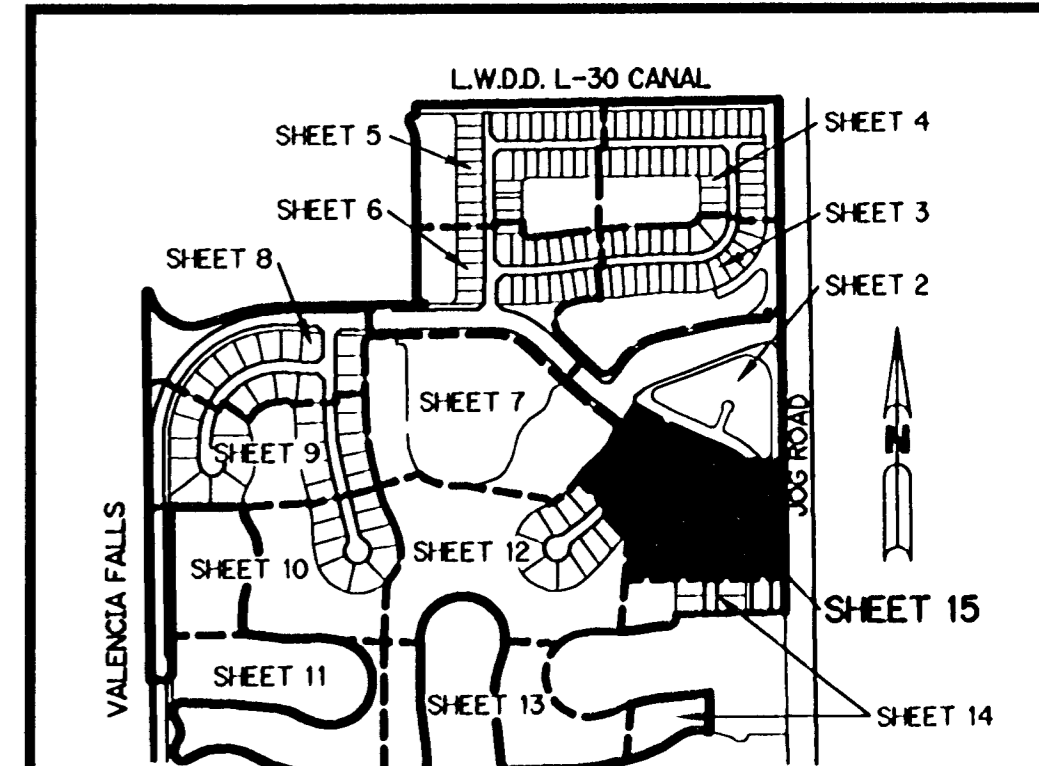 L.W.D.D. L-30 CANAL
SHEET 5
SHEET 4
SHEET 6
SHEET 3
SHEET 8
SHEET 2
SHEET 7
JOG ROAD
N
SHEET 9
VALENCIA FALLS
SHEET 10
SHEET 12
SHEET 15
SHEET 11
SHEET 13
SHEET 14